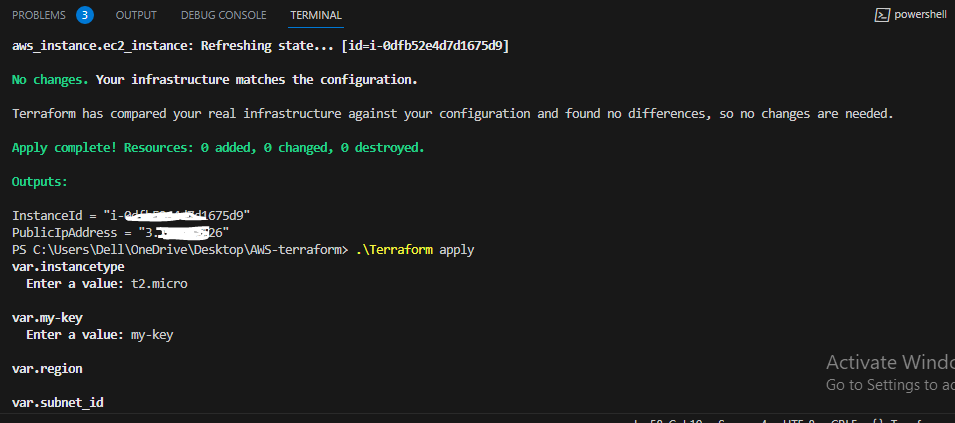 PROBLEMS 3 OUTPUT DEBUG CONSOLE TERMINAL powershell
aws_instance.ec2_instance: Refreshing state... [id=i-0dfb52e4d7d1675d9]
No changes. Your infrastructure matches the configuration.
Terraform has compared your real infrastructure against your configuration and found no differences, so no changes are needed.
Apply complete! Resources: 0 added, 0 changed, 0 destroyed.
Outputs:
InstanceId = "i- 1675d9"
PublicIpAddress = "3. 26"
PS C:\Users\Dell\OneDrive\Desktop\AWS-terraform> .\Terraform apply
var.instancetype
Enter a value: t2.micro
var.my-key
Enter a value: my-key
var.region
Activate Windo
Go to Settings to ac
var.subnet_id